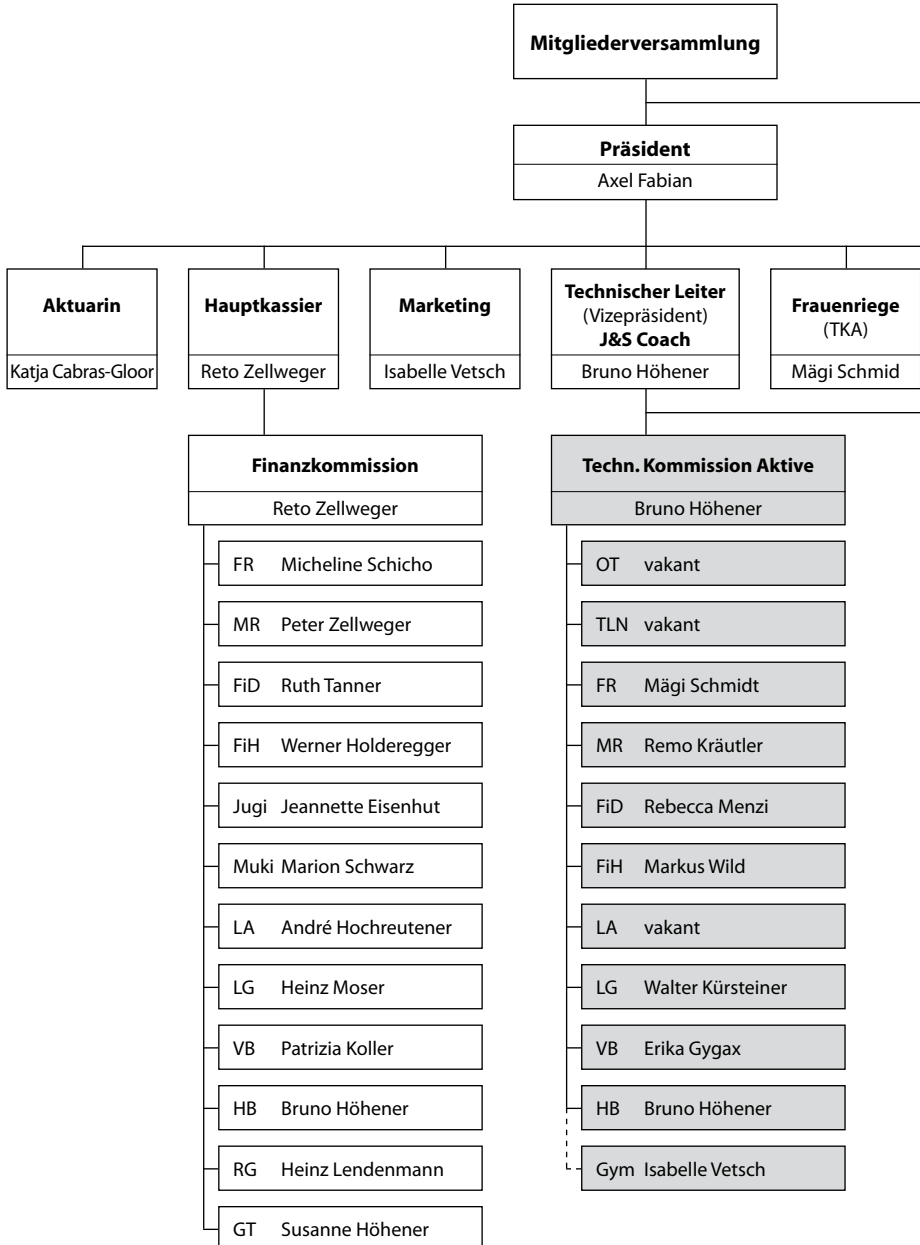 Mitgliederversammlung
Präsident
Axel Fabian
Aktuarin
Katja Cabras-Gloor
Hauptkassier
Reto Zellweger
Marketing
Isabelle Vetsch
Technischer Leiter
(Vizepräsident)
J&S Coach
Bruno Höhener
Frauenriege
(TKA)
Mägi Schmid
Finanzkommission
Reto Zellweger
FR Micheline Schicho
MR Peter Zellweger
FiD Ruth Tanner
FiH Werner Holderegger
Jugi Jeannette Eisenhut
Muki Marion Schwarz
LA André Hochreutener
LG Heinz Moser
VB Patrizia Koller
HB Bruno Höhener
RG Heinz Lendenmann
GT Susanne Höhener
Techn. Kommission Aktive
Bruno Höhener
OT vakant
TLN vakant
FR Mägi Schmidt
MR Remo Kräutler
FiD Rebecca Menzi
FiH Markus Wild
LA vakant
LG Walter Kürsteiner
VB Erika Gygax
HB Bruno Höhener
Gym Isabelle Vetsch